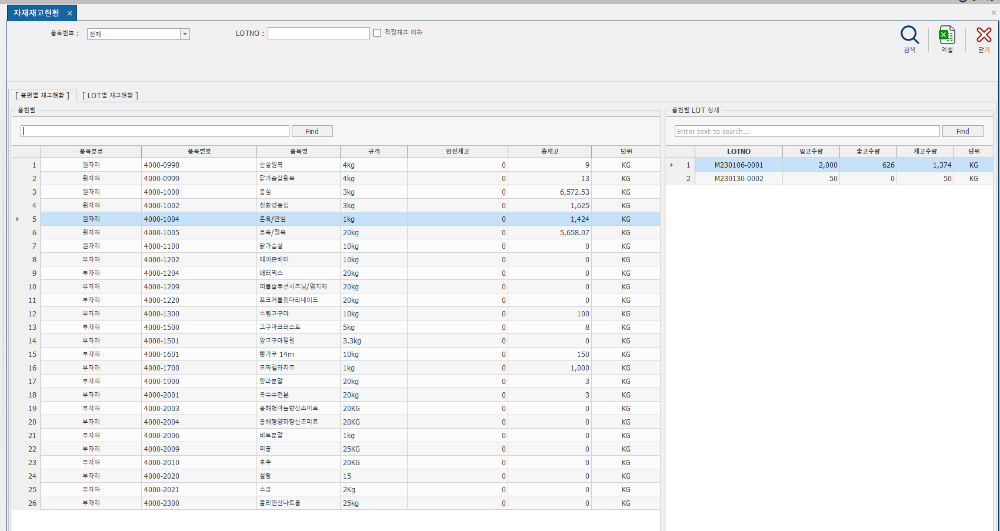 자재재고현황 ×
품목번호 : 전체 LOTNO : 적정재고 이하
검색 엑셀 닫기
[ 품번별 재고현황 ] [ LOT별 재고현황 ]
품번별
Find
품목분류 품목번호 품목명 규격 안전재고 총재고 단위
1 원자재 4000-0998 순살원육 4kg 0 9 KG
2 원자재 4000-0999 닭가슴살원육 4kg 0 13 KG
3 원자재 4000-1000 등심 3kg 0 6,572.53 KG
4 원자재 4000-1002 친환경등심 3kg 0 1,625 KG
5 원자재 4000-1004 돈육/안심 1kg 0 1,424 KG
6 원자재 4000-1005 돈육/정육 20kg 0 5,658.07 KG
7 원자재 4000-1100 닭가슴살 10kg 0 0 KG
8 부자재 4000-1202 테이준배터 10kg 0 0 KG
9 부자재 4000-1204 배터믹스 20kg 0 0 KG
10 부자재 4000-1209 피클솔루션시즈닝/염지제 20kg 0 0 KG
11 부자재 4000-1220 포크커틀렛마리네이드 20kg 0 0 KG
12 부자재 4000-1300 스팀고구마 10kg 0 100 KG
13 부자재 4000-1500 고구마크러스트 5kg 0 8 KG
14 부자재 4000-1501 앙고구마필링 3.3kg 0 0 KG
15 부자재 4000-1601 빵가루 14m 10kg 0 150 KG
16 부자재 4000-1700 모짜렐라치즈 1kg 0 1,000 KG
17 부자재 4000-1900 양파분말 20kg 0 3 KG
18 부자재 4000-2001 옥수수전분 20kg 0 3 KG
19 부자재 4000-2003 용해형마늘향신조미료 20KG 0 0 KG
20 부자재 4000-2004 용해형양파향신조미료 20KG 0 0 KG
21 부자재 4000-2006 비트분말 1kg 0 0 KG
22 부자재 4000-2009 미풍 25KG 0 0 KG
23 부자재 4000-2010 후추 20KG 0 0 KG
24 부자재 4000-2020 설탕 15 0 0 KG
25 부자재 4000-2021 소금 2Kg 0 0 KG
26 부자재 4000-2300 폴리인산나트륨 25kg 0 0 KG
품번별 LOT 상세
Enter text to search... Find
LOTNO 입고수량 출고수량 재고수량 단위
1 M230106-0001 2,000 626 1,374 KG
2 M230130-0002 50 0 50 KG